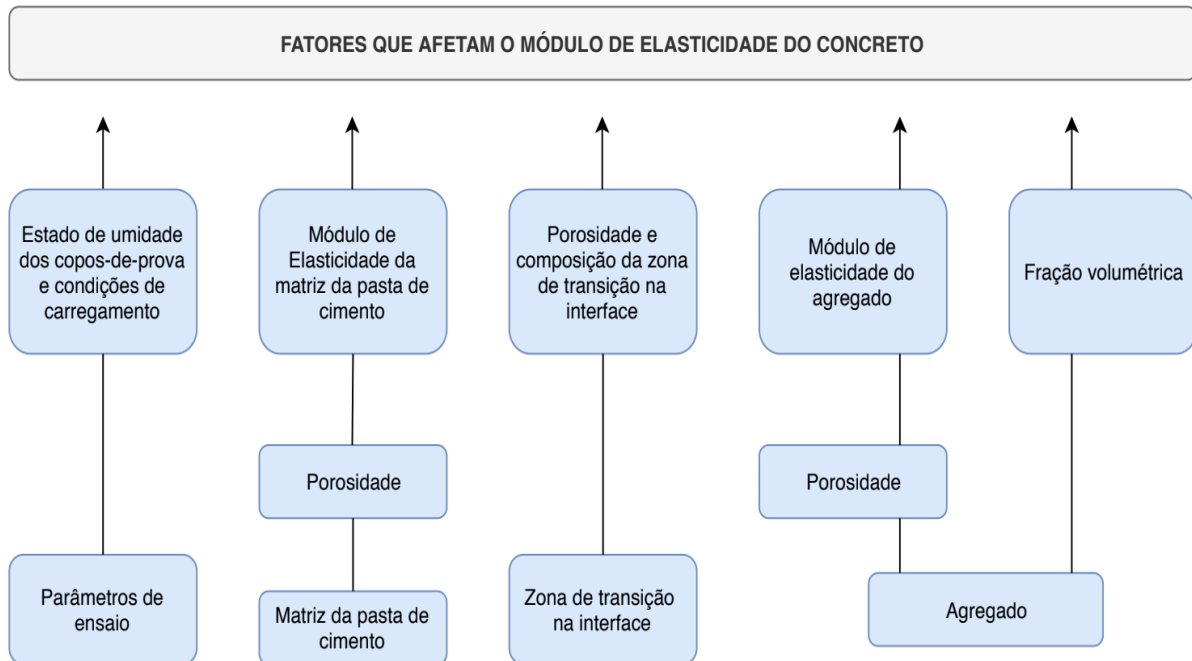 FATORES QUE AFETAM O MÓDULO DE ELASTICIDADE DO CONCRETO
Estado de umidade
dos copos-de-prova
e condições de
carregamento
Módulo de
Elasticidade da
matriz da pasta de
cimento
Porosidade e
composição da zona
de transição na
interface
Módulo de
elasticidade do
agregado
Fração volumétrica
Porosidade
Porosidade
Parâmetros de
ensaio
Matriz da pasta de
cimento
Zona de transição
na interface
Agregado